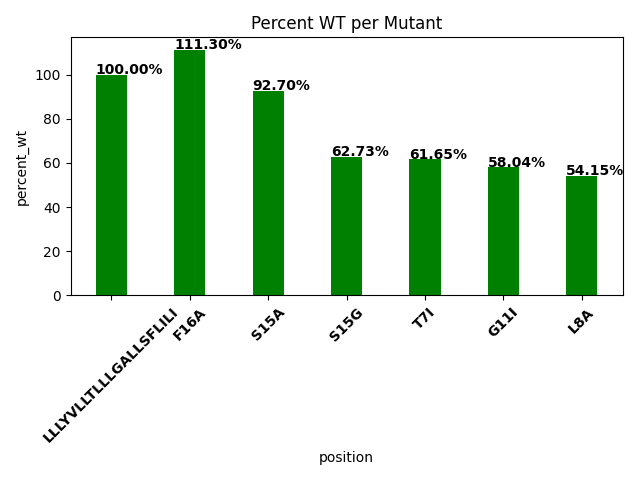 Percent WT per Mutant
percent_wt
100
80
60
40
20
0
100.00%
111.30%
92.70%
62.73%
61.65%
58.04%
54.15%
LLLYVLLTLLLGALLSFLILI
F16A
S15A
S15G
T7I
G11I
L8A
position